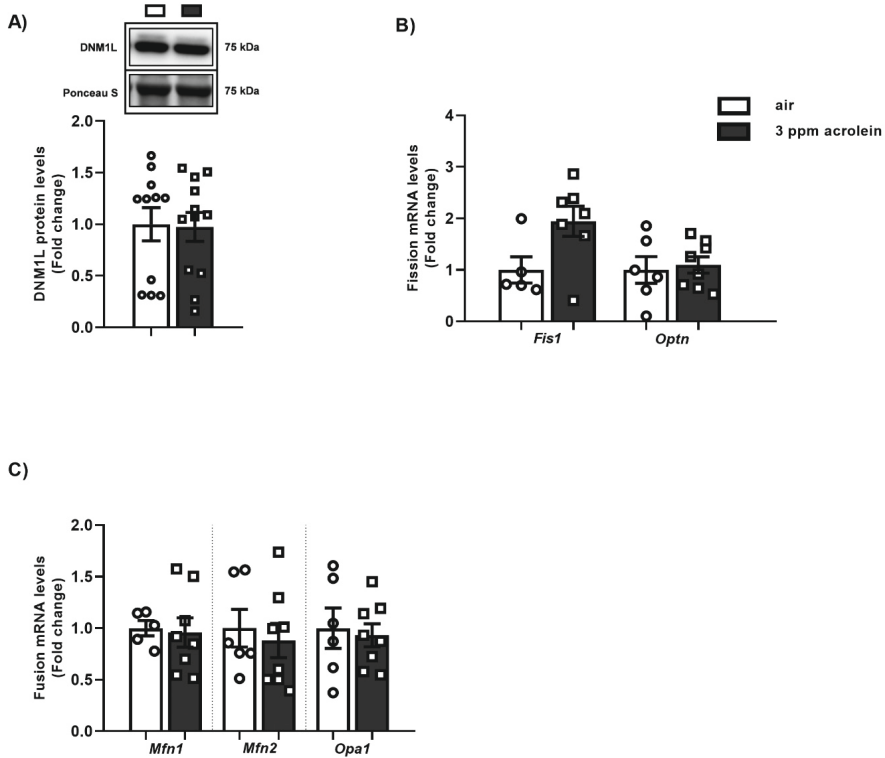 A)
DNM1L
75 kDa
Ponceau S
75 kDa
DNM1L protein levels
(Fold change)
2.0
1.5
1.0
0.5
0.0
B)
air
3 ppm acrolein
Fission mRNA levels
(Fold change)
4
3
2
1
0
Fis1
Optn
C)
Fusion mRNA levels
(Fold change)
2.0
1.5
1.0
0.5
0.0
Mfn1
Mfn2
Opa1